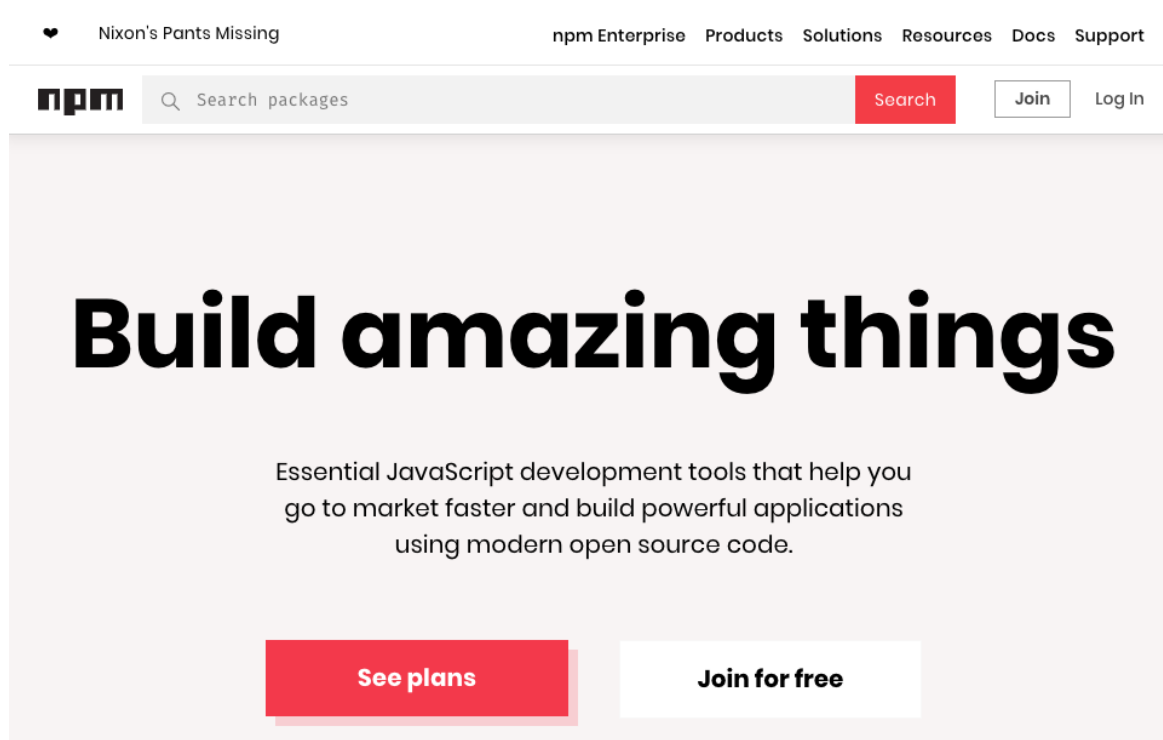 ❤ Nixon's Pants Missing
npm Enterprise Products Solutions Resources Docs Support
npm Search packages Search Join Log In
Build amazing things
Essential JavaScript development tools that help you
go to market faster and build powerful applications
using modern open source code.
See plans Join for free